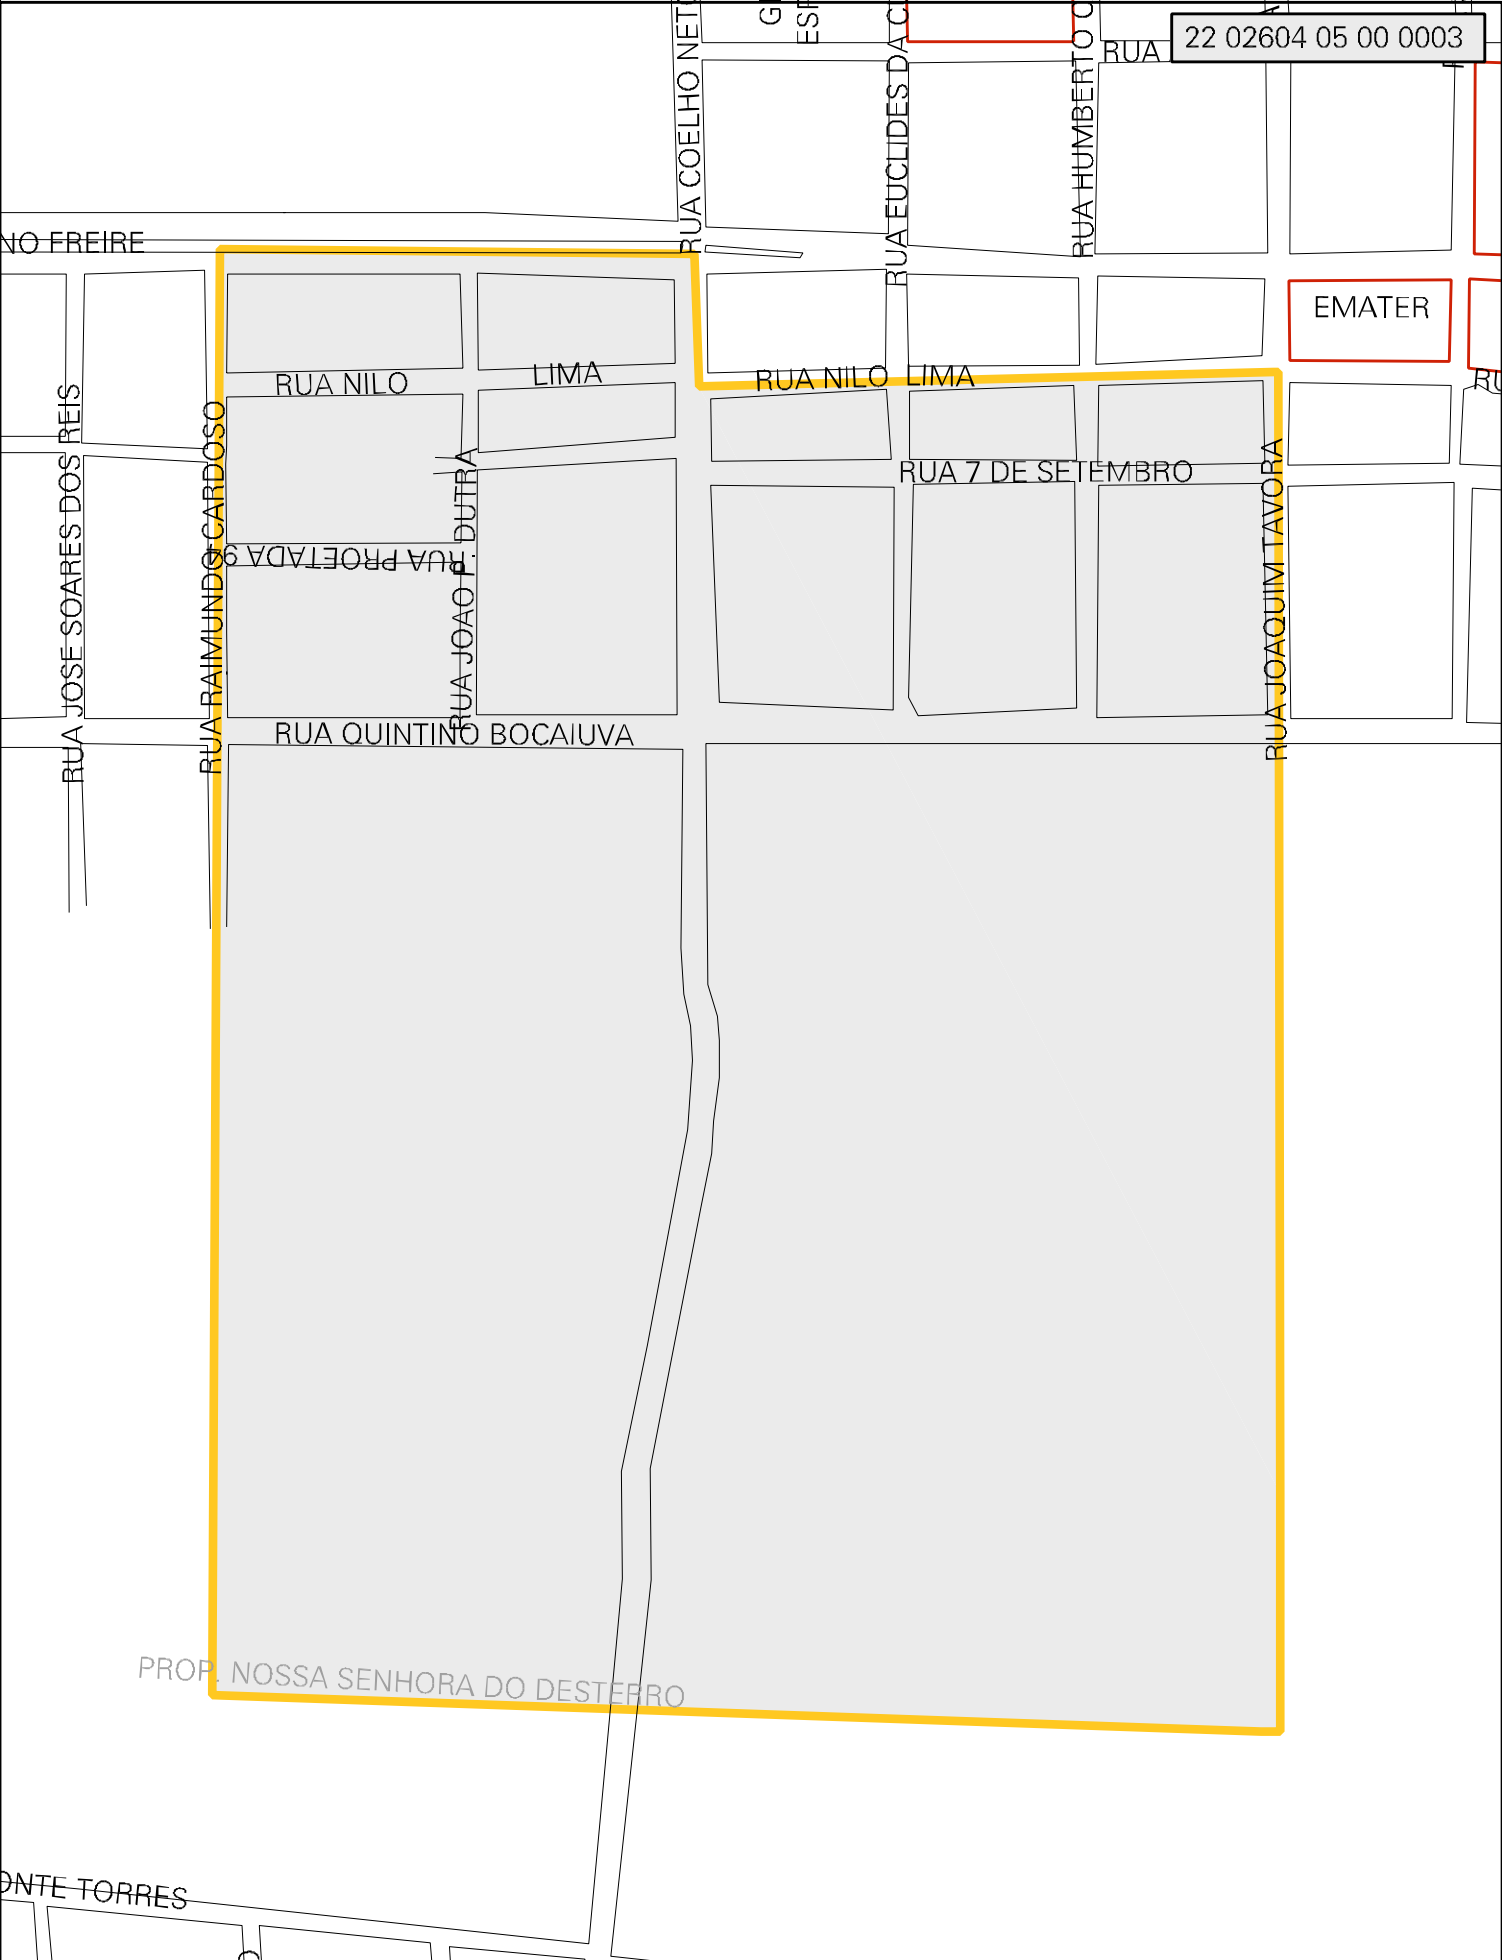 22 02604 05 00 0003
RUA COELHO NETO
RUA
NO FREIRE
EMATER
RUA NILO LIMA
RUA NILO LIMA
RUA JOSE SOARES DOS REIS
RUA RAIMUNDO CARDOSO
RUA 7 DE SETEMBRO
RUA PROETADA 94
RUA JOAO P. DUTRA
RUA JOAQUIM TAVORA
RUA QUINTINO BOCAIUVA
RUA EUCLIDES DA C
RUA HUMBERTO C
PROP. NOSSA SENHORA DO DESTERRO
ONTE TORRES